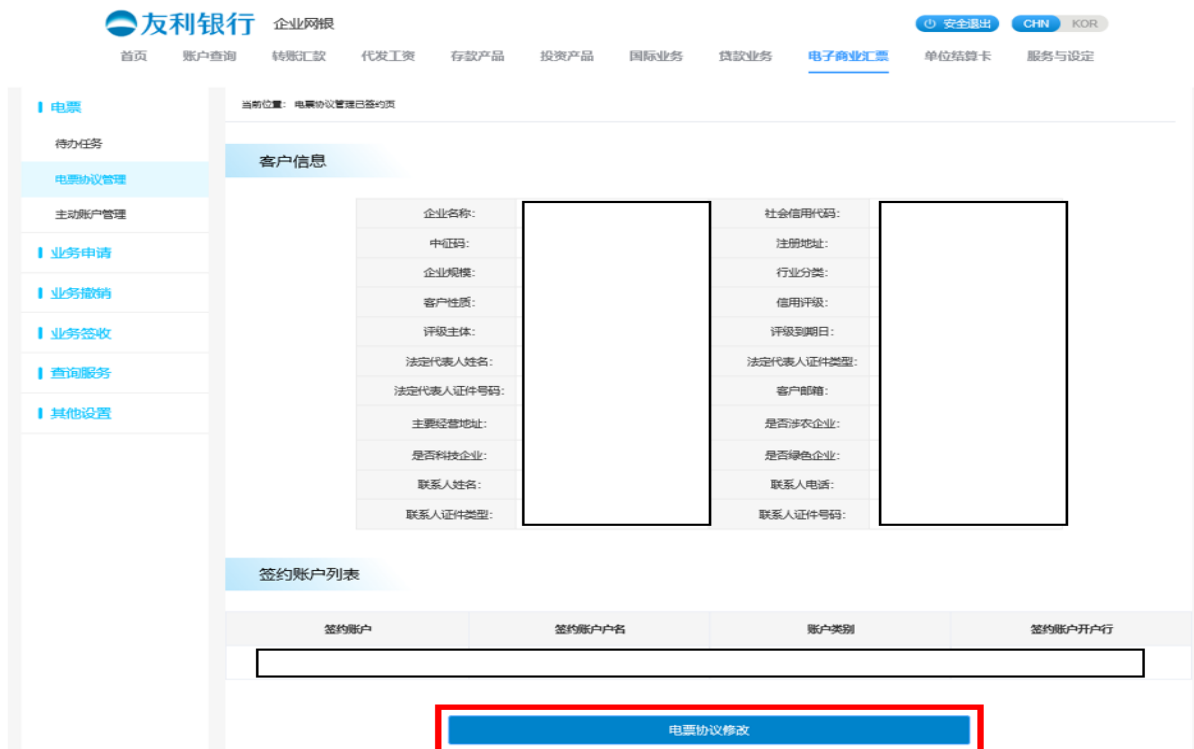 友利银行 企业网银 安全退出 CHN KOR
首页 账户查询 转账汇款 代发工资 存款产品 投资产品 国际业务 贷款业务 电子商业汇票 单位结算卡 服务与设定
电票
待办任务
电票协议管理
主动账户管理
业务申请
业务撤销
业务签收
查询服务
其他设置
当前位置: 电票协议管理已签约页
客户信息
企业名称: 社会信用代码:
中征码: 注册地址:
企业规模: 行业分类:
客户性质: 信用评级:
评级主体: 评级到期日:
法定代表人姓名: 法定代表人证件类型:
法定代表人证件号码: 客户邮箱:
主要经营地址: 是否涉农企业:
是否科技企业: 是否绿色企业:
联系人姓名: 联系人电话:
联系人证件类型: 联系人证件号码:
签约账户列表
签约账户 签约账户户名 账户类别 签约账户开户行
电票协议修改